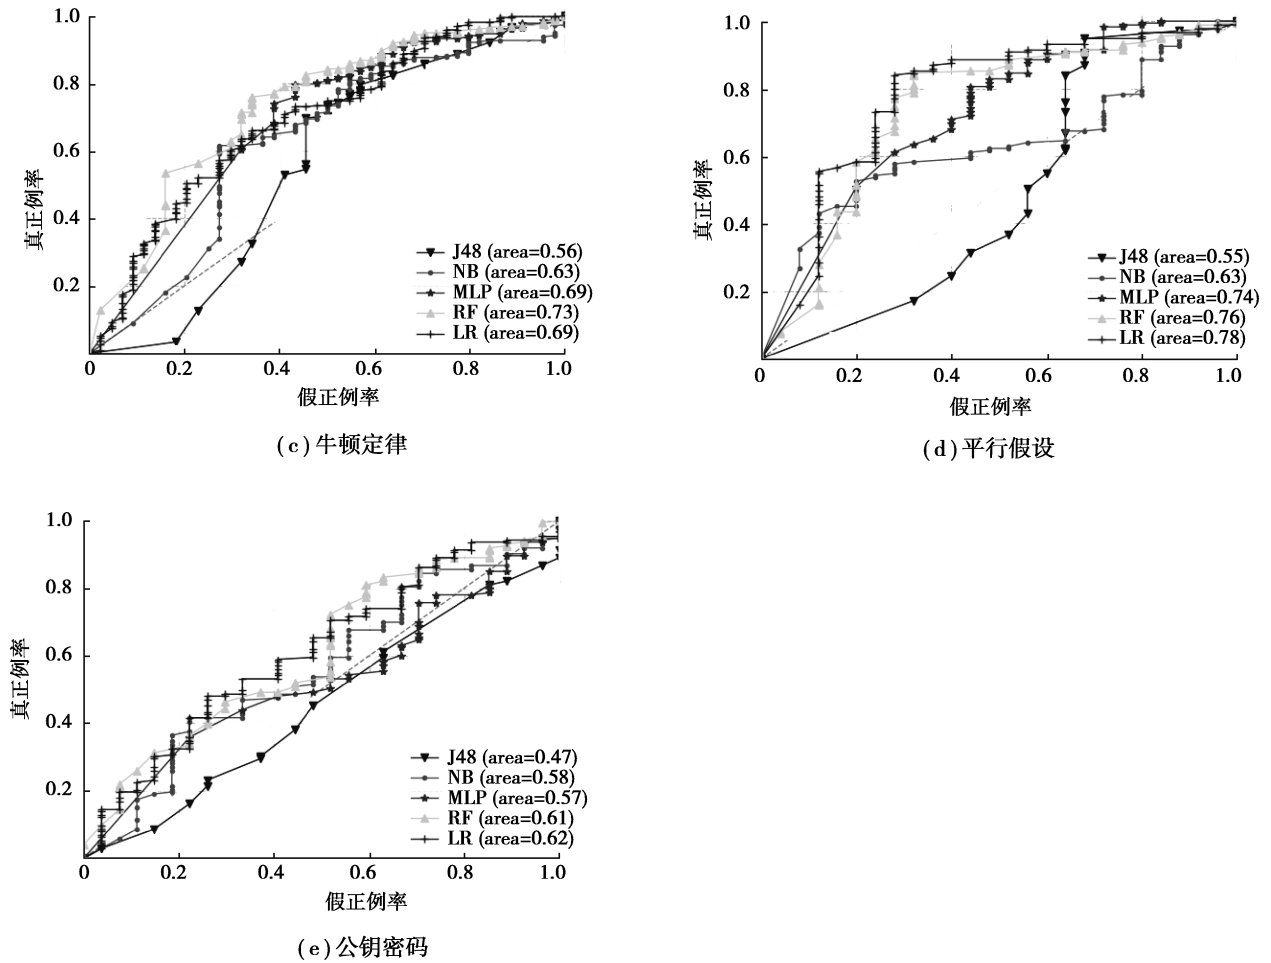 1.0
0.8
0.6
0.4
0.2
真正例率
J48 (area=0.56)
NB (area=0.63)
MLP (area=0.69)
RF (area=0.73)
LR (area=0.69)
0 0.2 0.4 0.6 0.8 1.0
假正例率
(c)牛顿定律
1.0
0.8
0.6
0.4
0.2
真正例率
J48 (area=0.55)
NB (area=0.63)
MLP (area=0.74)
RF (area=0.76)
LR (area=0.78)
0 0.2 0.4 0.6 0.8 1.0
假正例率
(d)平行假设
1.0
0.8
0.6
0.4
0.2
真正例率
J48 (area=0.47)
NB (area=0.58)
MLP (area=0.57)
RF (area=0.61)
LR (area=0.62)
0 0.2 0.4 0.6 0.8 1.0
假正例率
(e)公钥密码